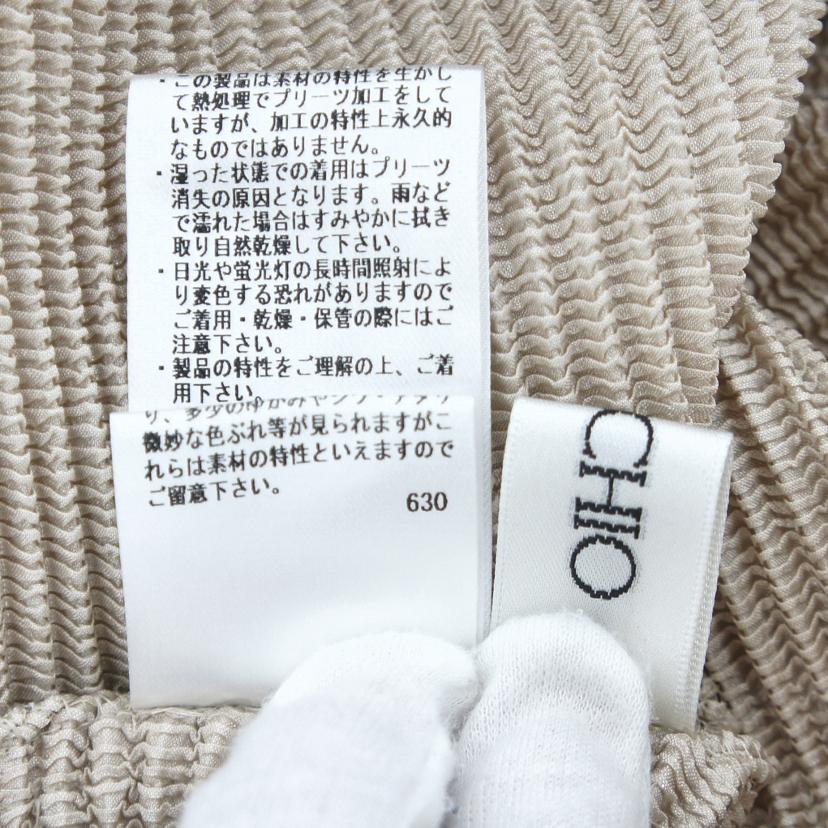 ・この製品は素材の特性を生かし
て熱処理でプリーツ加工をして
いますが、加工の特性上永久的
なものではありません。
・湿った状態での着用はプリーツ
消失の原因となります。雨など
で濡れた場合はすみやかに拭き
取り自然乾燥して下さい。
・日光や蛍光灯の長時間照射によ
り変色する恐れがありますので
ご着用・乾燥・保管の際にはご
注意下さい。
・製品の特性をご理解の上、ご着
用下さい。
微妙な色ぶれ等が見られますがこ
れらは素材の特性といえますので
ご留意下さい。
630
CHIO